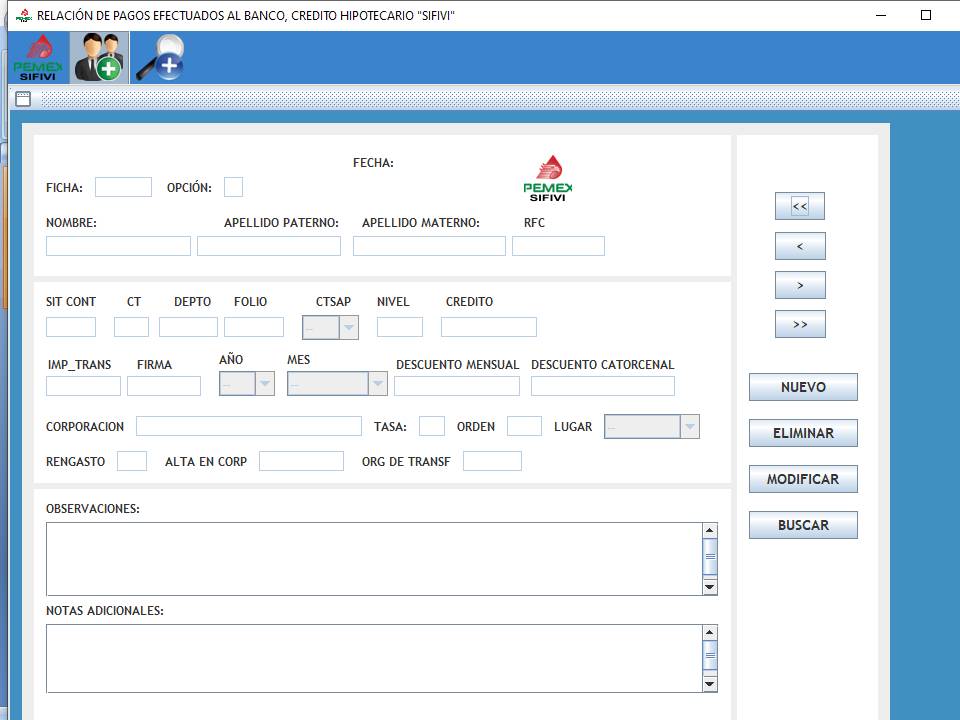 RELACIÓN DE PAGOS EFECTUADOS AL BANCO, CREDITO HIPOTECARIO "SIFIVI"
PEMEX
SIFIVI
FECHA:
FICHA: OPCIÓN:
PEMEX
SIFIVI
NOMBRE: APELLIDO PATERNO: APELLIDO MATERNO: RFC
<<
<
>
>>
SIT CONT CT DEPTO FOLIO CTSAP NIVEL CREDITO
...
IMP_TRANS FIRMA AÑO MES DESCUENTO MENSUAL DESCUENTO CATORCENAL
... ...
CORPORACION TASA: ORDEN LUGAR ...
RENGASTO ALTA EN CORP ORG DE TRANSF
NUEVO
ELIMINAR
MODIFICAR
BUSCAR
OBSERVACIONES:
NOTAS ADICIONALES: